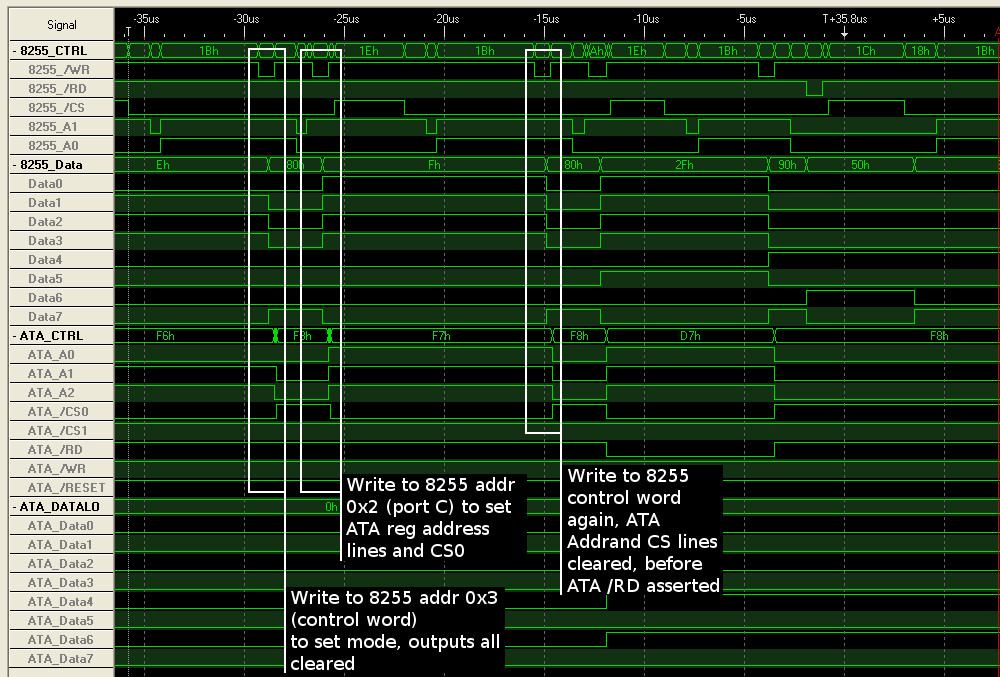 Signal
-35us -30us -25us -20us -15us -10us -5us T+35.8us +5us
- 8255_CTRL 1Bh 1Eh 1Bh Ah 1Eh 1Bh 1Ch 18h 1Bh
8255_/WR
8255_/RD
8255_/CS
8255_A1
8255_A0
- 8255_Data Eh 80h Fh 80h 2Fh 90h 50h
Data0
Data1
Data2
Data3
Data4
Data5
Data6
Data7
- ATA_CTRL F6h F8h F7h F8h D7h F8h
ATA_A0
ATA_A1
ATA_A2
ATA_/CS0
ATA_/CS1
ATA_/RD
ATA_/WR
ATA_/RESET
- ATA_DATALO 0h
ATA_Data0
ATA_Data1
ATA_Data2
ATA_Data3
ATA_Data4
ATA_Data5
ATA_Data6
ATA_Data7
Write to 8255 addr
0x2 (port C) to set
ATA reg address
lines and CS0
Write to 8255
control word
again, ATA
Addrand CS lines
cleared, before
ATA /RD asserted
Write to 8255 addr 0x3
(control word)
to set mode, outputs all
cleared